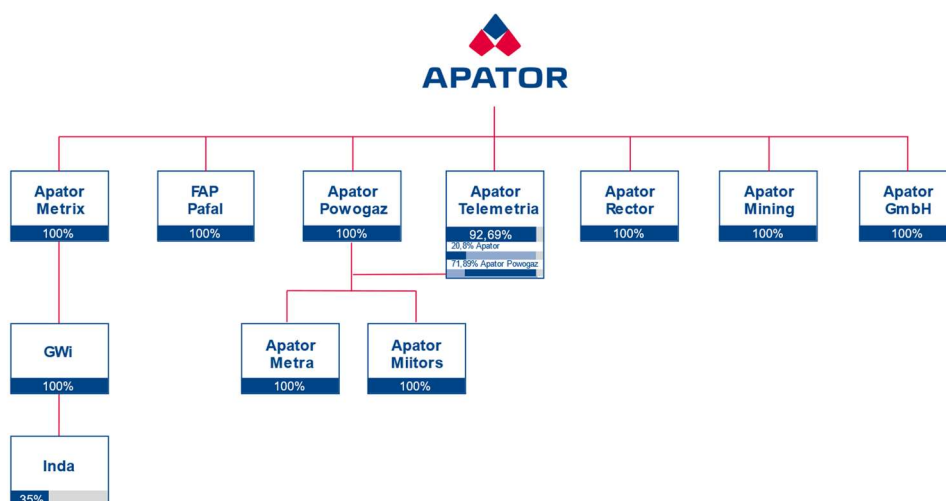 APATOR
Apator
Metrix
100%
FAP
Pafal
100%
Apator
Powogaz
100%
Apator
Telemetria
92,69%
20,8% Apator
71,89% Apator Powogaz
Apator
Rector
100%
Apator
Mining
100%
Apator
GmbH
100%
GWi
100%
Apator
Metra
100%
Apator
Miitors
100%
Inda
35%